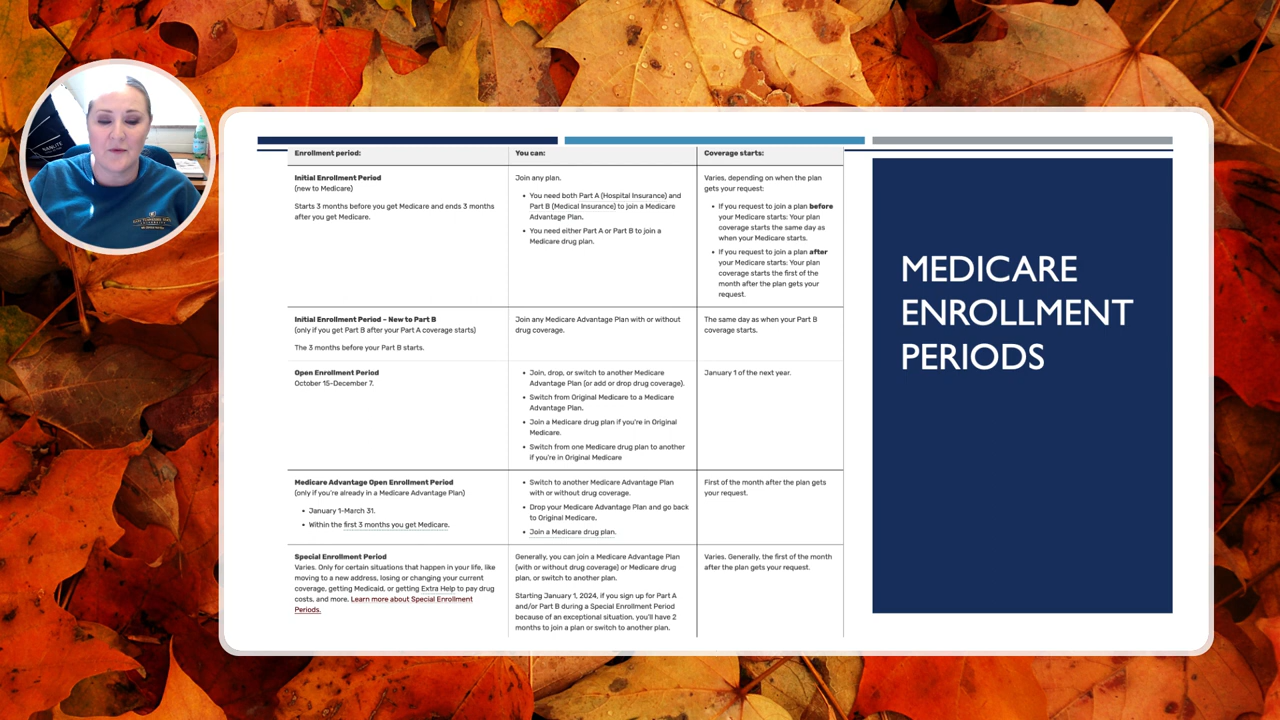 Enrollment period:
You can:
Coverage starts:
Initial Enrollment Period
(new to Medicare)
Starts 3 months before you get Medicare and ends 3 months
after you get Medicare.
Join any plan.
• You need both Part A (Hospital Insurance) and
Part B (Medical Insurance) to join a Medicare
Advantage Plan.
• You need either Part A or Part B to join a
Medicare drug plan.
Varies, depending on when the plan
gets your request:
• If you request to join a plan before
your Medicare starts: Your plan
coverage starts the same day as
when your Medicare starts.
• If you request to join a plan after
your Medicare starts: Your plan
coverage starts the first of the
month after the plan gets your
request.
Initial Enrollment Period – New to Part B
(only if you get Part B after your Part A coverage starts)
The 3 months before your Part B starts.
Join any Medicare Advantage Plan with or without
drug coverage.
The same day as when your Part B
coverage starts.
Open Enrollment Period
October 15-December 7.
• Join, drop, or switch to another Medicare
Advantage Plan (or add or drop drug coverage).
• Switch from Original Medicare to a Medicare
Advantage Plan.
• Join a Medicare drug plan if you're in Original
Medicare.
• Switch from one Medicare drug plan to another
if you're in Original Medicare
January 1 of the next year.
Medicare Advantage Open Enrollment Period
(only if you're already in a Medicare Advantage Plan)
• January 1-March 31.
• Within the first 3 months you get Medicare.
• Switch to another Medicare Advantage Plan
with or without drug coverage.
• Drop your Medicare Advantage Plan and go back
to Original Medicare.
• Join a Medicare drug plan.
First of the month after the plan gets
your request.
Special Enrollment Period
Varies. Only for certain situations that happen in your life, like
moving to a new address, losing or changing your current
coverage, getting Medicaid, or getting Extra Help to pay drug
costs, and more. Learn more about Special Enrollment
Periods.
Generally, you can join a Medicare Advantage Plan
(with or without drug coverage) or Medicare drug
plan, or switch to another plan.
Starting January 1, 2024, if you sign up for Part A
and/or Part B during a Special Enrollment Period
because of an exceptional situation, you'll have 2
months to join a plan or switch to another plan.
Varies. Generally, the first of the month
after the plan gets your request.
MEDICARE
ENROLLMENT
PERIODS